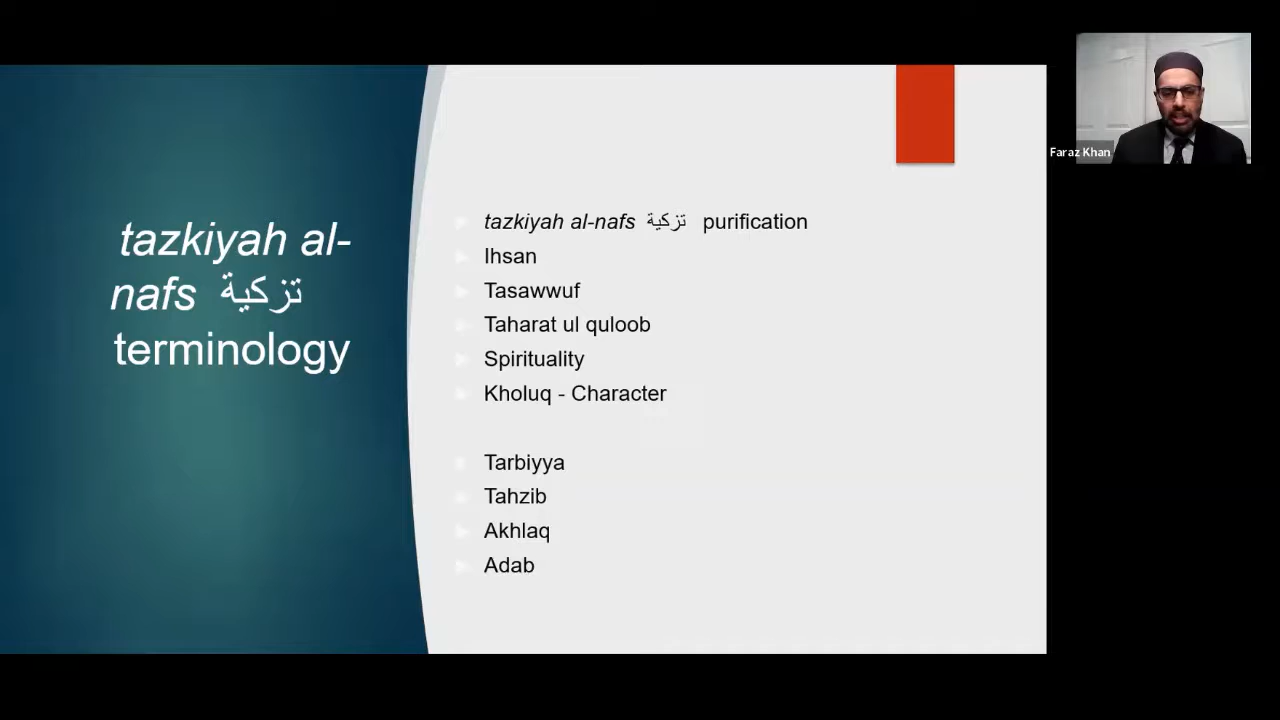 tazkiyah al-
nafs تزكية
terminology
tazkiyah al-nafs تزكية purification
Ihsan
Tasawwuf
Taharat ul quloob
Spirituality
Kholuq - Character
Tarbiyya
Tahzib
Akhlaq
Adab
Faraz Khan